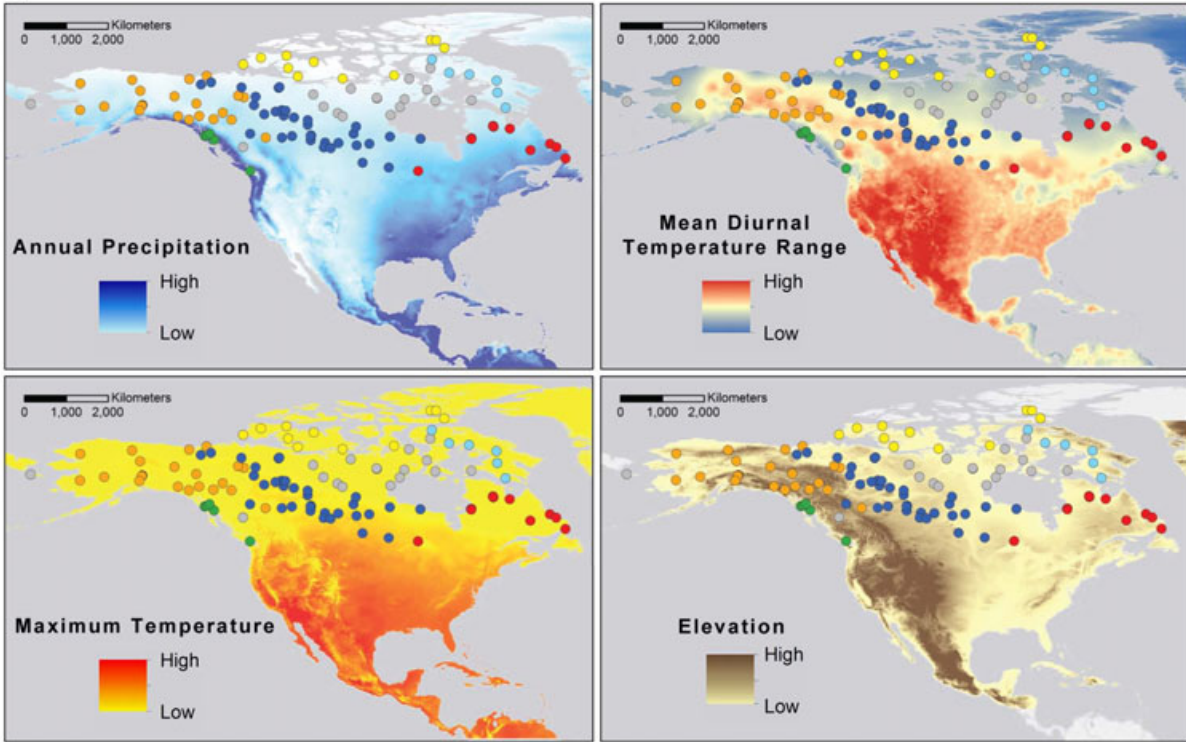 Kilometers
0 1,000 2,000
Annual Precipitation
High
Low
Kilometers
0 1,000 2,000
Mean Diurnal
Temperature Range
High
Low
Kilometers
0 1,000 2,000
Maximum Temperature
High
Low
Kilometers
0 1,000 2,000
Elevation
High
Low